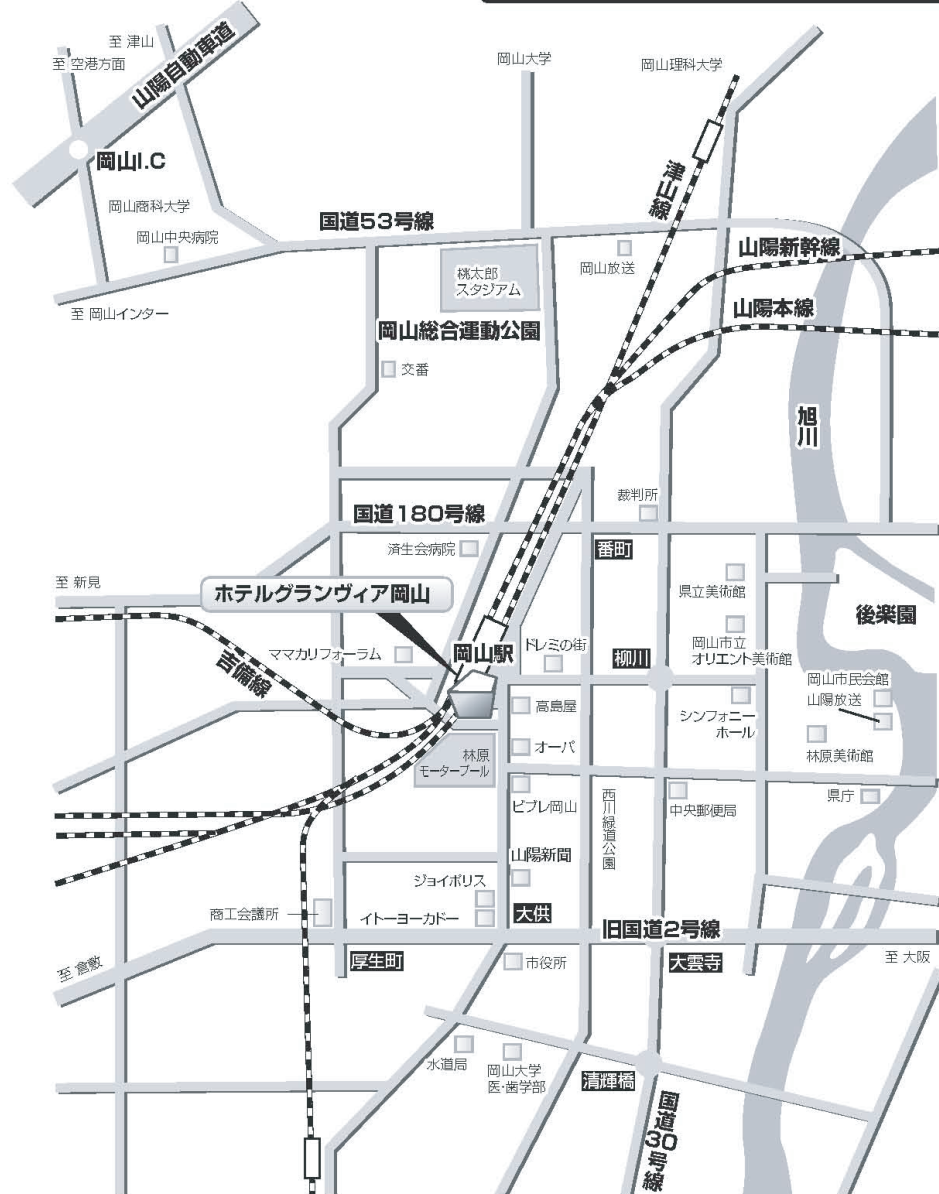 至 津山
至 空港方面
山陽自動車道
岡山大学
岡山理科大学
岡山I.C
津山線
岡山商科大学
国道53号線
岡山中央病院
山陽新幹線
岡山放送
桃太郎
スタジアム
至 岡山インター
山陽本線
岡山総合運動公園
交番
旭川
裁判所
国道180号線
済生会病院
番町
至 新見
県立美術館
ホテルグランヴィア岡山
後楽園
岡山市立
オリエント美術館
ドレミの街
岡山駅
ママカリフォーラム
柳川
吉備線
岡山市民会館
山陽放送
高島屋
シンフォニー
ホール
オーパ
林原
モータープール
林原美術館
ビブレ岡山
西川緑道公園
中央郵便局
県庁
山陽新聞
ジョイポリス
商工会議所
イトーヨーカドー
大供
旧国道2号線
至 倉敷
厚生町
市役所
大雲寺
至 大阪
水道局
岡山大学
医・歯学部
清輝橋
国道30号線